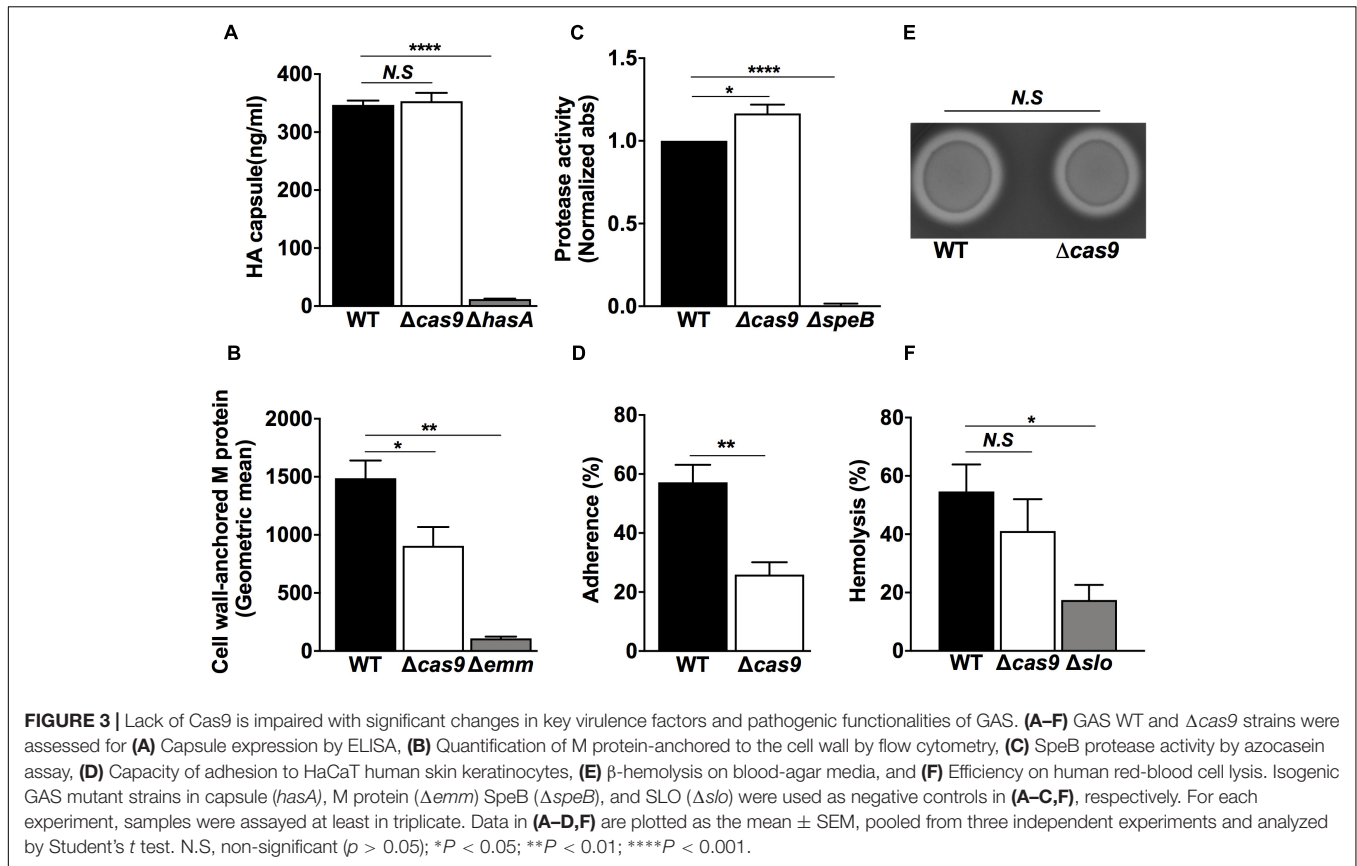 A
HA capsule(ng/ml)
400
300
200
100
0
****
N.S
WT Δcas9 ΔhasA
C
Protease activity
(Normalized abs)
1.5
1.0
0.5
0.0
****
*
WT Δcas9 ΔspeB
E
N.S
WT Δcas9
B
Cell wall-anchored M protein
(Geometric mean)
2000
1500
1000
500
0
**
*
WT Δcas9 Δemm
D
Adherence (%)
80
60
40
20
0
**
WT Δcas9
F
Hemolysis (%)
80
60
40
20
0
*
N.S
WT Δcas9 Δslo
FIGURE 3 | Lack of Cas9 is impaired with significant changes in key virulence factors and pathogenic functionalities of GAS. (A–F) GAS WT and Δcas9 strains were
assessed for (A) Capsule expression by ELISA, (B) Quantification of M protein-anchored to the cell wall by flow cytometry, (C) SpeB protease activity by azocasein
assay, (D) Capacity of adhesion to HaCaT human skin keratinocytes, (E) β-hemolysis on blood-agar media, and (F) Efficiency on human red-blood cell lysis. Isogenic
GAS mutant strains in capsule (hasA), M protein (Δemm) SpeB (ΔspeB), and SLO (Δslo) were used as negative controls in (A–C,F), respectively. For each
experiment, samples were assayed at least in triplicate. Data in (A–D,F) are plotted as the mean ± SEM, pooled from three independent experiments and analyzed
by Student's t test. N.S, non-significant (p > 0.05); *P < 0.05; **P < 0.01; ****P < 0.001.